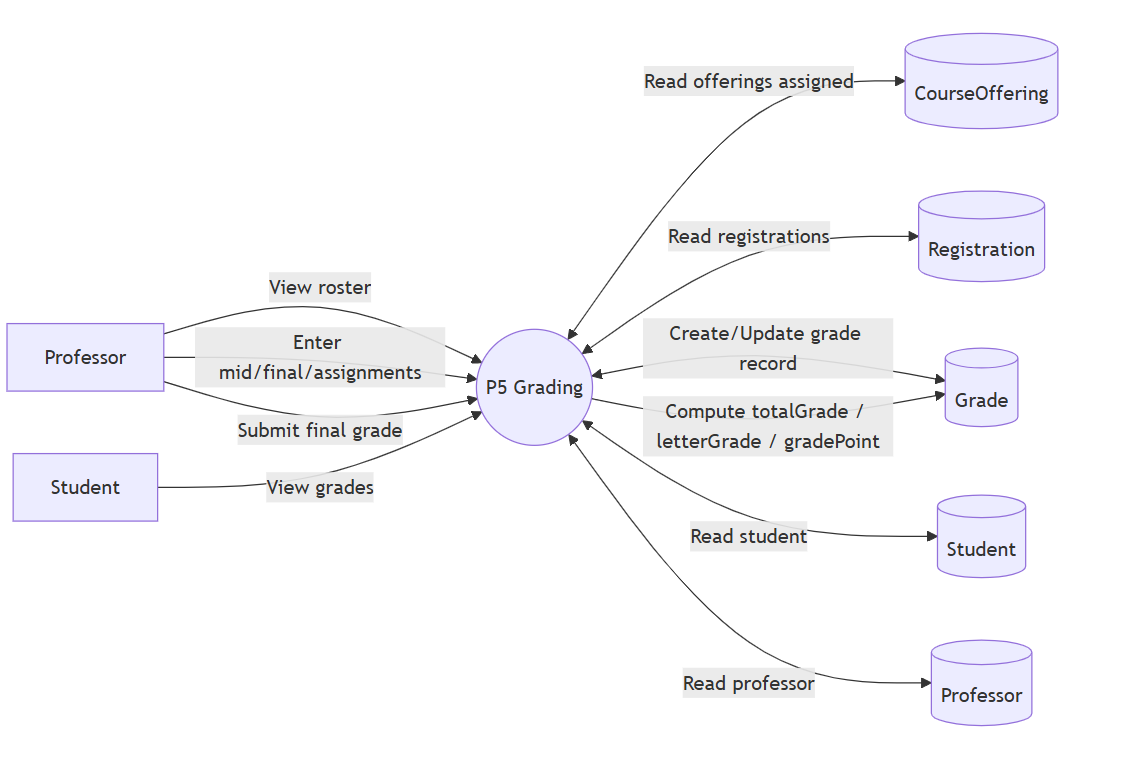 Read offerings assigned
CourseOffering
Read registrations
Registration
View roster
Professor
Enter
mid/final/assignments
Submit final grade
Student
View grades
P5 Grading
Create/Update grade
record
Compute totalGrade /
letterGrade / gradePoint
Grade
Read student
Student
Read professor
Professor